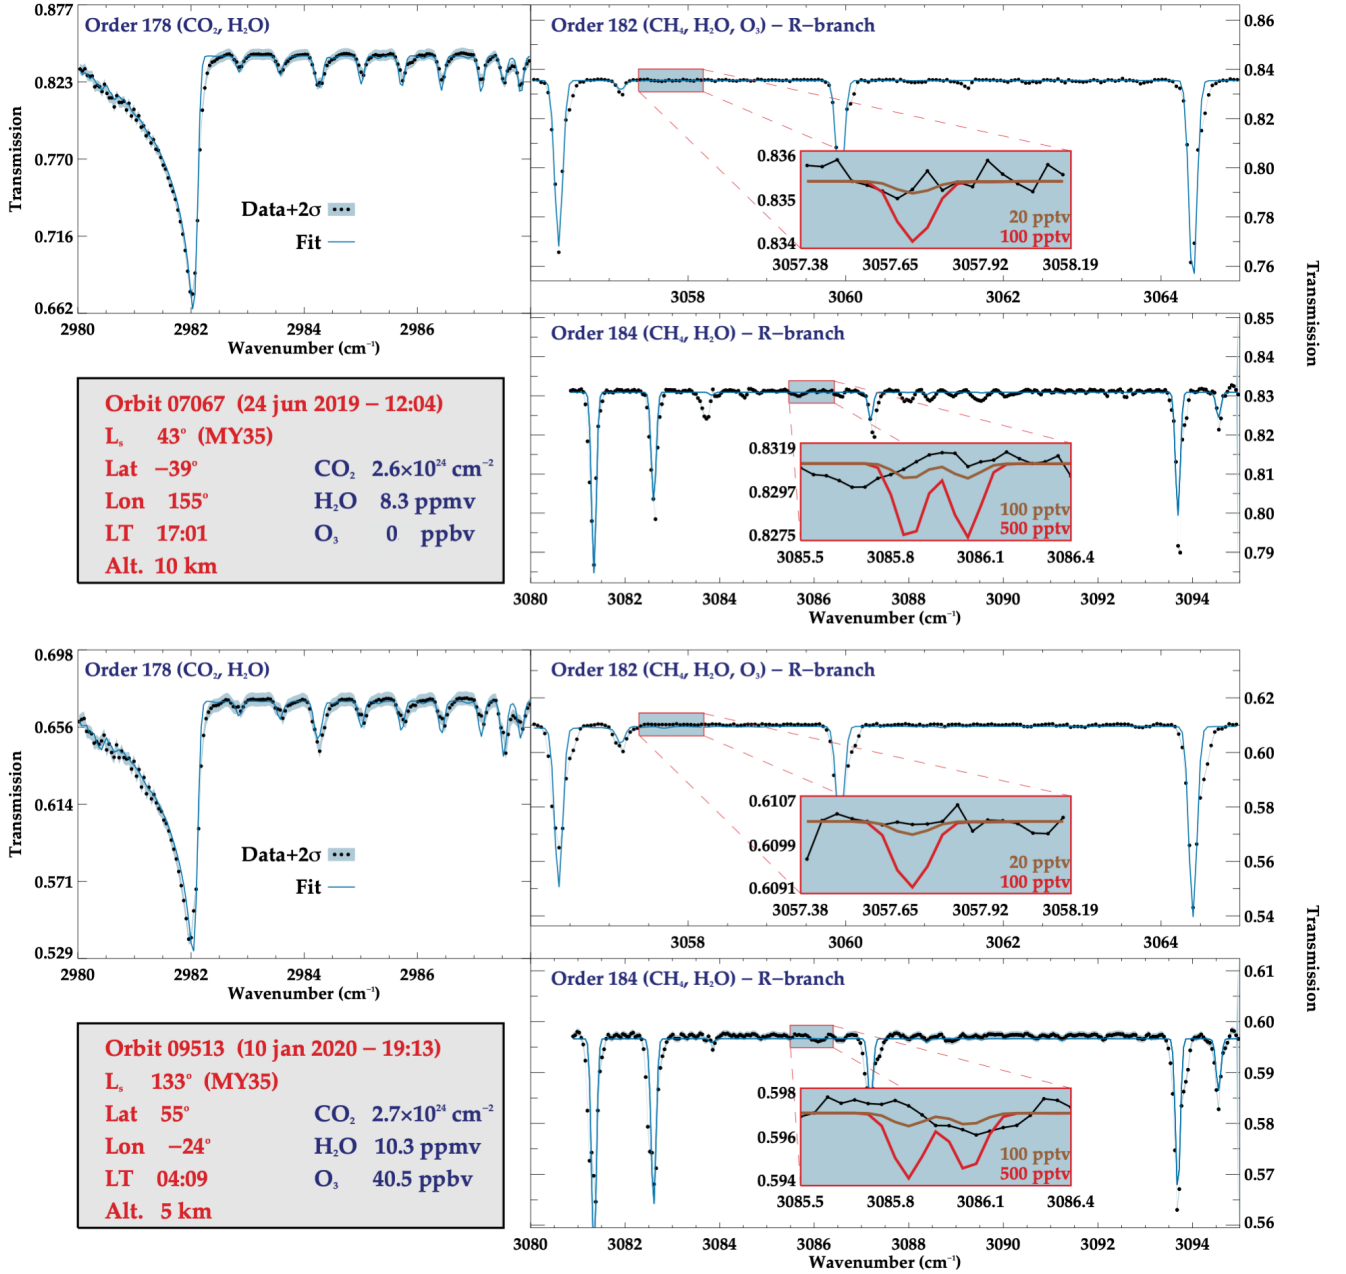 Order 178 (CO₂, H₂O)
0.877
0.823
0.770
0.716
0.662
Transmission
Data+2σ
Fit
2980 2982 2984 2986
Wavenumber (cm⁻¹)
Order 182 (CH₄, H₂O, O₃) – R–branch
0.86
0.84
0.82
0.80
0.78
0.76
Transmission
0.836
0.835
0.834
20 pptv
100 pptv
3057.38 3057.65 3057.92 3058.19
3058 3060 3062 3064
Order 184 (CH₄, H₂O) – R–branch
0.85
0.84
0.83
0.82
0.81
0.80
0.79
0.8319
0.8297
0.8275
100 pptv
500 pptv
3085.5 3085.8 3086.1 3086.4
3080 3082 3084 3086 3088 3090 3092 3094
Wavenumber (cm⁻¹)
Orbit 07067 (24 jun 2019 – 12:04)
Lₛ 43° (MY35)
Lat –39° CO₂ 2.6×10²⁴ cm⁻²
Lon 155° H₂O 8.3 ppmv
LT 17:01 O₃ 0 ppbv
Alt. 10 km
Order 178 (CO₂, H₂O)
0.698
0.656
0.614
0.571
0.529
Transmission
Data+2σ
Fit
2980 2982 2984 2986
Wavenumber (cm⁻¹)
Order 182 (CH₄, H₂O, O₃) – R–branch
0.62
0.60
0.58
0.56
0.54
Transmission
0.6107
0.6099
0.6091
20 pptv
100 pptv
3057.38 3057.65 3057.92 3058.19
3058 3060 3062 3064
Order 184 (CH₄, H₂O) – R–branch
0.61
0.60
0.59
0.58
0.57
0.56
0.598
0.596
0.594
100 pptv
500 pptv
3085.5 3085.8 3086.1 3086.4
3080 3082 3084 3086 3088 3090 3092 3094
Wavenumber (cm⁻¹)
Orbit 09513 (10 jan 2020 – 19:13)
Lₛ 133° (MY35)
Lat 55° CO₂ 2.7×10²⁴ cm⁻²
Lon –24° H₂O 10.3 ppmv
LT 04:09 O₃ 40.5 ppbv
Alt. 5 km